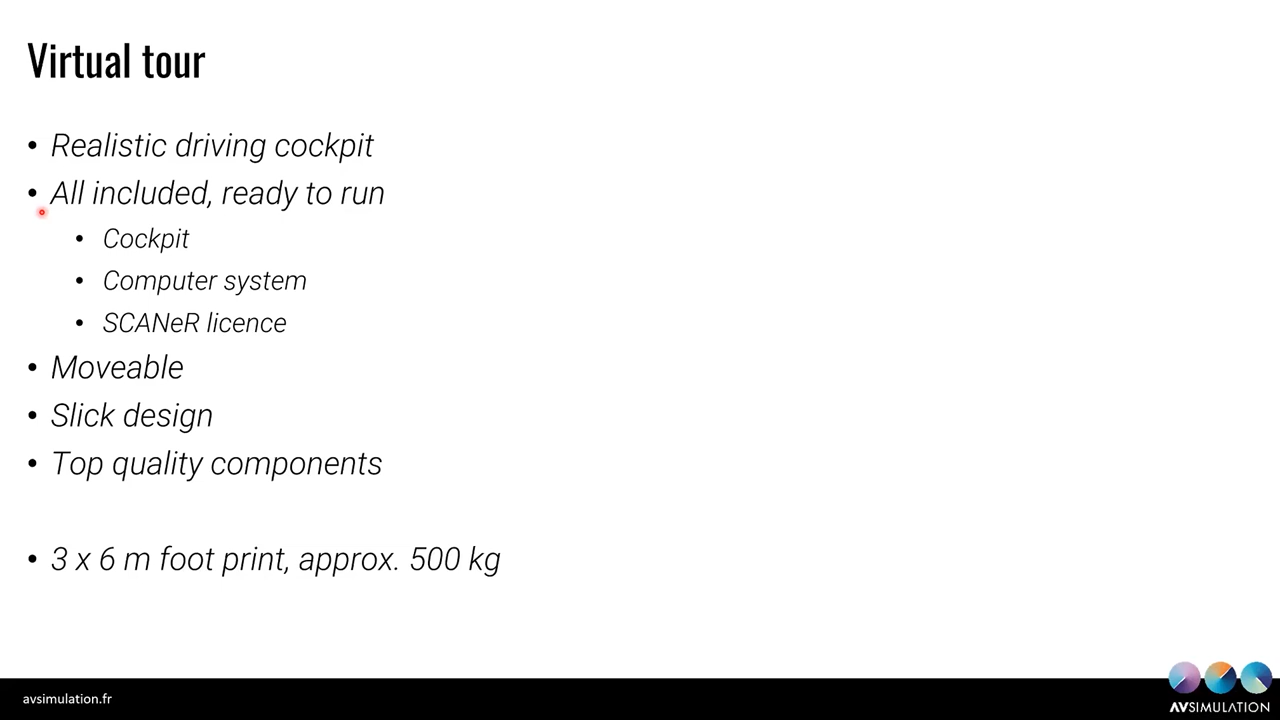 Virtual tour
• Realistic driving cockpit
• All included, ready to run
• Cockpit
• Computer system
• SCANeR licence
• Moveable
• Slick design
• Top quality components
• 3 x 6 m foot print, approx. 500 kg
avsimulation.fr
AVSIMULATION